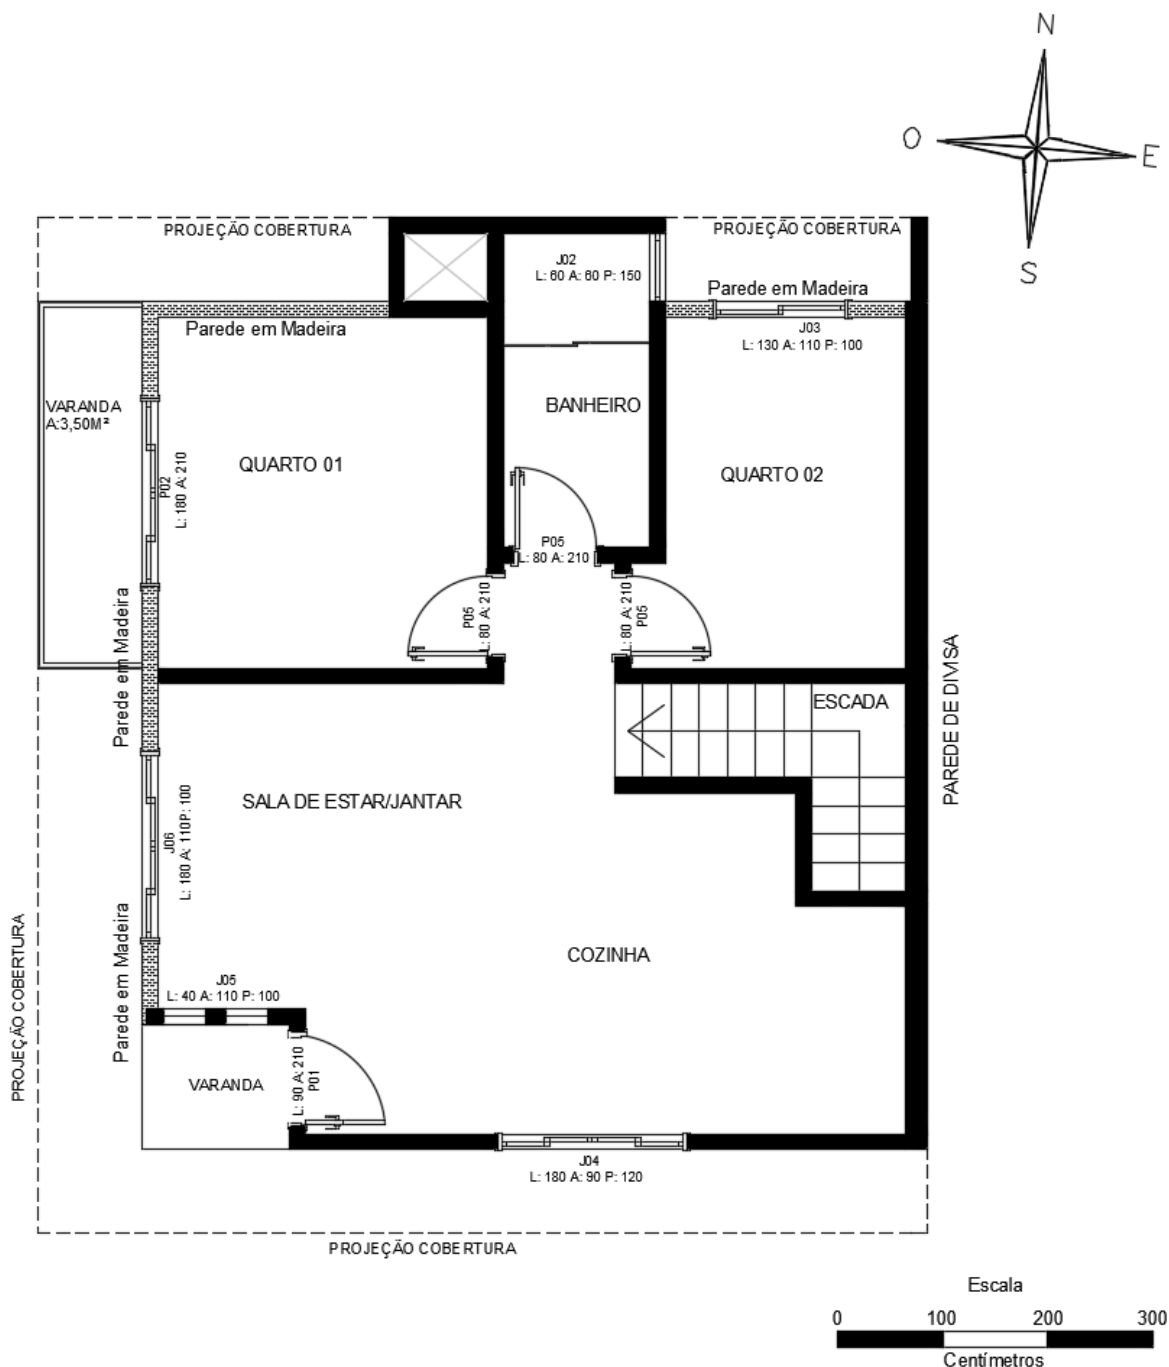 N
O
E
S
PROJEÇÃO COBERTURA
PROJEÇÃO COBERTURA
J02
L: 60 A: 60 P: 150
Parede em Madeira
Parede em Madeira
J03
L: 130 A: 110 P: 100
VARANDA
A:3,50M²
BANHEIRO
QUARTO 01
QUARTO 02
P02
L: 180 A: 210
P05
L: 80 A: 210
P05
L: 80 A: 210
L: 80 A: 210
P05
Parede em Madeira
PAREDE DE DIVISA
ESCADA
SALA DE ESTAR/JANTAR
J06
L: 180 A: 110P: 100
COZINHA
PROJEÇÃO COBERTURA
Parede em Madeira
J05
L: 40 A: 110 P: 100
VARANDA
L: 90 A: 210
P01
J04
L: 180 A: 90 P: 120
PROJEÇÃO COBERTURA
Escala
0 100 200 300
Centímetros